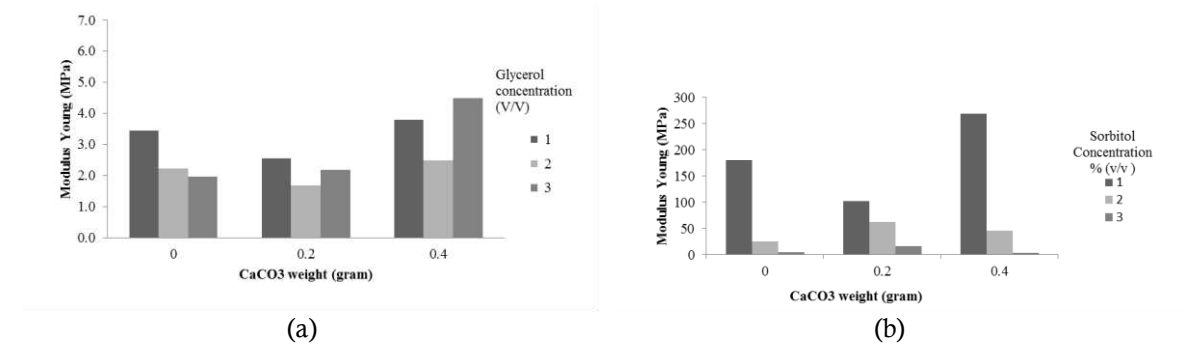 7.0
6.0
5.0
4.0
3.0
2.0
1.0
0.0
Modulus Young (MPa)
0 0.2 0.4
CaCO3 weight (gram)
Glycerol
concentration
(V/V)
1
2
3
(a)
300
250
200
150
100
50
0
Modulus Young (MPa)
0 0.2 0.4
CaCO3 weight (gram)
Sorbitol
Concentration
% (v/v )
1
2
3
(b)